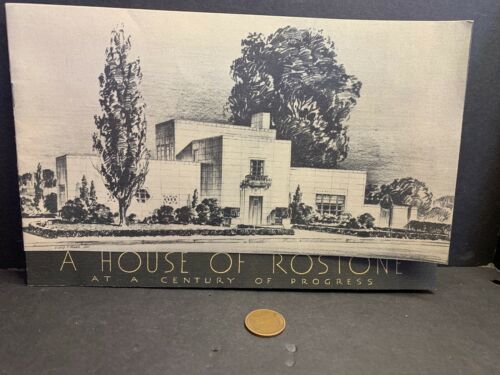 A HOUSE OF ROSTONE
AT A CENTURY OF PROGRESS